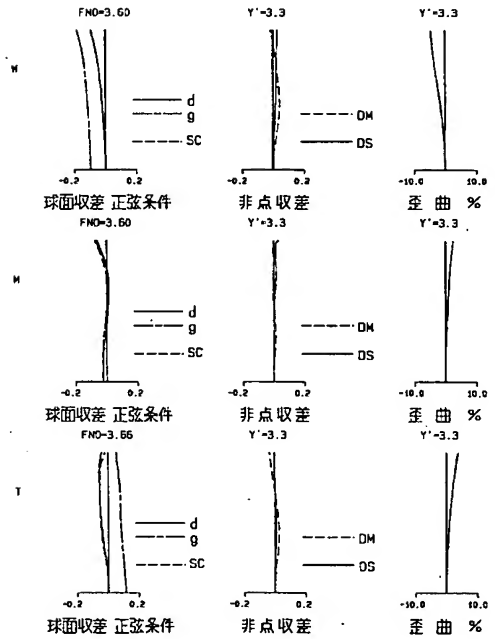 FNO=3.60 Y'=3.3 Y'=3.3
W
d
g
SC
DM
DS
-0.2 0.2 -0.2 0.2 -10.0 10.0
球面収差 正弦条件 非点収差 歪曲 %
FNO=3.60 Y'=3.3 Y'=3.3
M
d
g
SC
DM
DS
-0.2 0.2 -0.2 0.2 -10.0 10.0
球面収差 正弦条件 非点収差 歪曲 %
FNO=3.66 Y'=3.3 Y'=3.3
T
d
g
SC
DM
DS
-0.2 0.2 -0.2 0.2 -10.0 10.0
球面収差 正弦条件 非点収差 歪曲 %